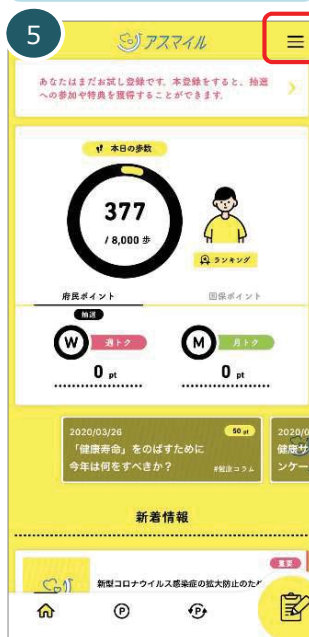 5
アスマイル
あなたはまだお試し登録です。本登録をすると、抽選
への参加や特典を獲得することができます。
本日の歩数
377
/ 8,000 歩
ランキング
府民ポイント
国保ポイント
抽選
W 週トク
M 月トク
0 pt
0 pt
2020/03/26
50 pt
「健康寿命」をのばすために
今年は何をすべきか?
#健康コラム
2020/0
健康サ
ンケー
新着情報
重要
新型コロナウイルス感染症の拡大防止のため
P
P